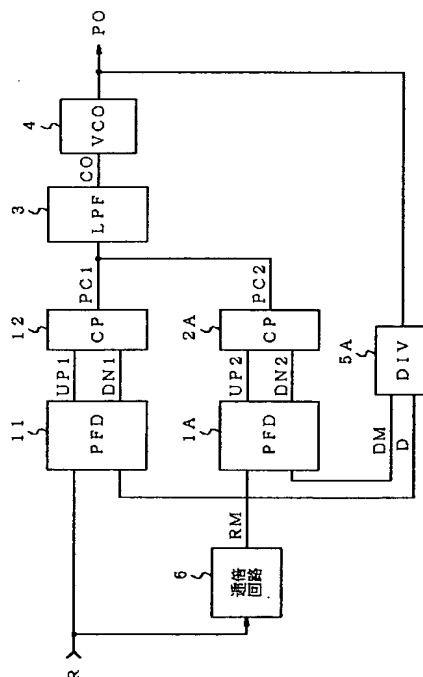 11
PFD
UP1
DN1
12
CP
PC1
3
LPF
CO
4
VCO
PO
R
6
逓倍
回路
RM
1A
PFD
UP2
DN2
2A
CP
PC2
DM
D
5A
DIV